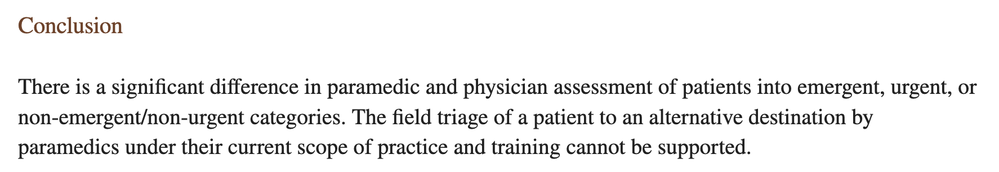 Conclusion
There is a significant difference in paramedic and physician assessment of patients into emergent, urgent, or
non-emergent/non-urgent categories. The field triage of a patient to an alternative destination by
paramedics under their current scope of practice and training cannot be supported.